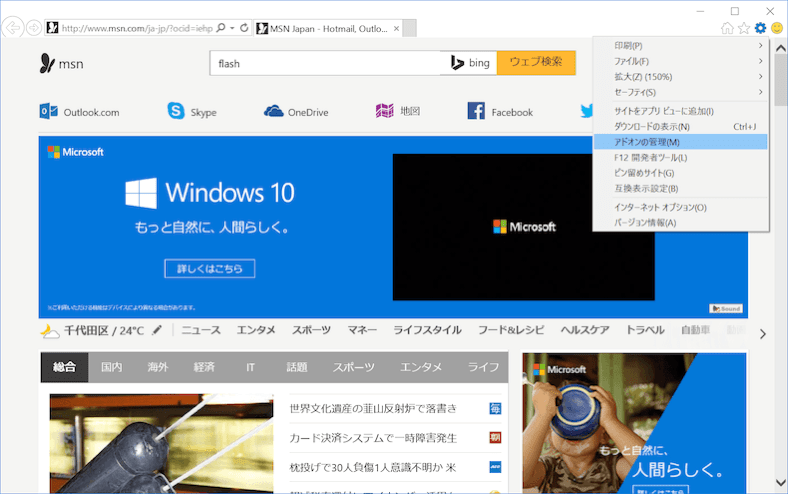 http://www.msn.com/ja-jp/?ocid=iehp
MSN Japan - Hotmail, Outlo...
msn
flash
bing
ウェブ検索
印刷(P)
ファイル(F)
拡大(Z) (150%)
セーフティ(S)
サイトをアプリ ビューに追加(I)
ダウンロードの表示(N) Ctrl+J
アドオンの管理(M)
F12 開発者ツール(L)
ピン留めサイト(G)
互換表示設定(B)
インターネット オプション(O)
バージョン情報(A)
Outlook.com
Skype
OneDrive
地図
Facebook
Microsoft
Windows 10
もっと自然に、人間らしく。
詳しくはこちら
Microsoft
※ご利用いただける機能はデバイスにより異なる場合があります。
Sound
千代田区 / 24°C
ニュース エンタメ スポーツ マネー ライフスタイル フード&レシピ ヘルスケア トラベル 自動車
総合 国内 海外 経済 IT 話題 スポーツ エンタメ ライフ
世界文化遺産の韮山反射炉で落書き
カード決済システムで一時障害発生
枕投げで30人負傷1人意識不明か 米
Microsoft
もっと自然に、
人間らしく。
詳しくはこちら